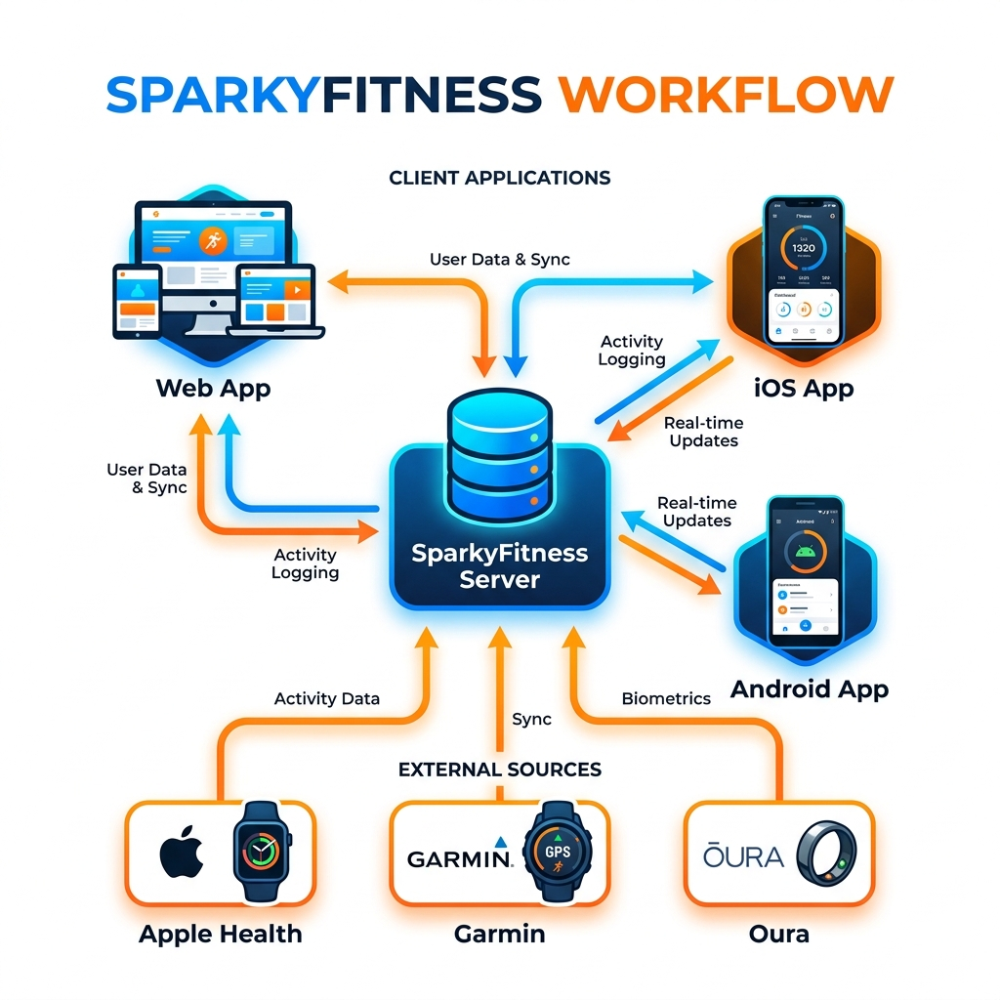 SPARKYFITNESS WORKFLOW
CLIENT APPLICATIONS
User Data & Sync
Fitness
1320
Activity
Logging
Web App
iOS App
Real-time
Updates
User Data
& Sync
Real-time
Updates
Activity
Logging
SparkyFitness
Server
Android App
Activity Data
Sync
Biometrics
EXTERNAL SOURCES
GARMIN
GPS
ŌURA
Apple Health
Garmin
Oura